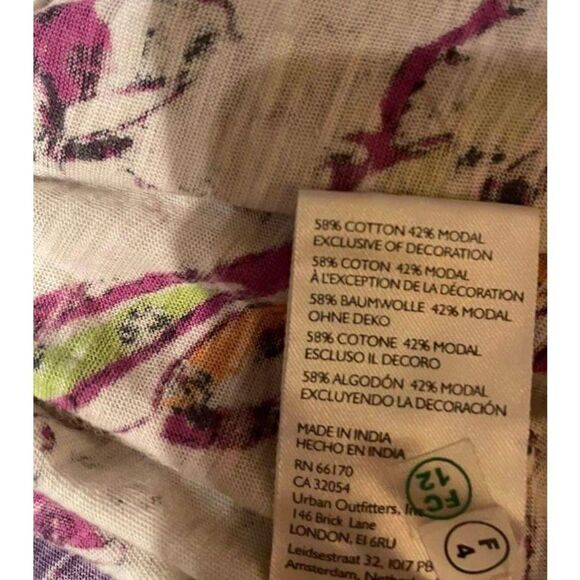 58% COTTON 42% MODAL
EXCLUSIVE OF DECORATION
58% COTON 42% MODAL
À L'EXCEPTION DE LA DÉCORATION
58% BAUMWOLLE 42% MODAL
OHNE DEKO
58% COTONE 42% MODAL
ESCLUSO IL DECORO
58% ALGODÓN 42% MODAL
EXCLUYENDO LA DECORACIÓN
MADE IN INDIA
HECHO EN INDIA
RN 66170
CA 32054
Urban Outfitters,
146 Brick Lane
LONDON, E1 6RU
Leidsestraat 32, 1017 PB
Amsterdam,
FC
12
F
4